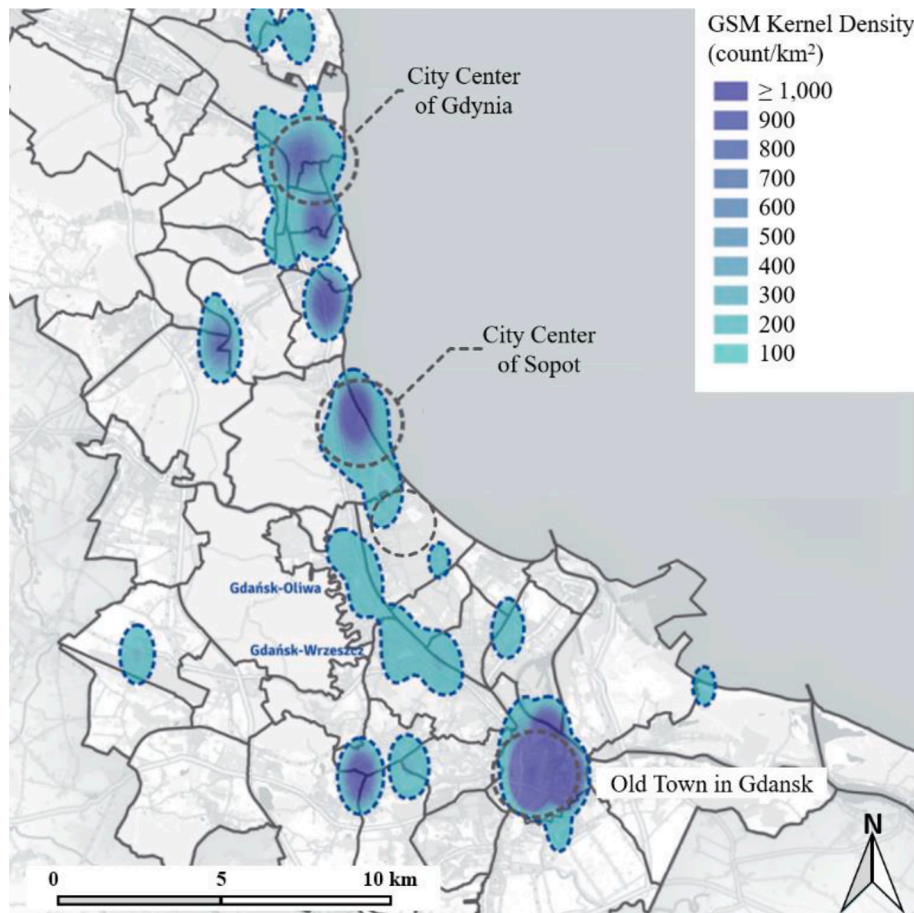 GSM Kernel Density
(count/km²)
≥ 1,000
900
800
700
600
500
400
300
200
100
City Center
of Gdynia
City Center
of Sopot
Gdańsk-Oliwa
Gdańsk-Wrzeszcz
Old Town in Gdansk
N
0 5 10 km